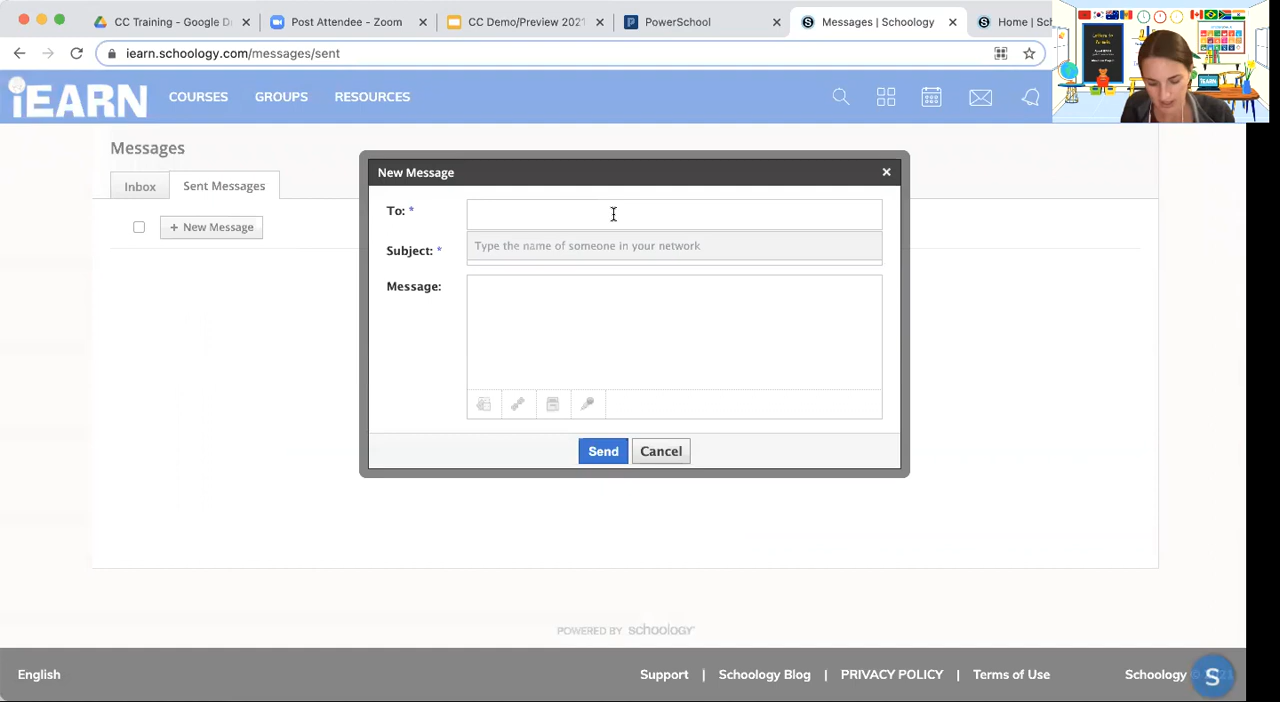 CC Training - Google D
Post Attendee - Zoom
CC Demo/Preview 2021
PowerSchool
Messages | Schoology
Home | Sch
iearn.schoology.com/messages/sent
iEARN
COURSES
GROUPS
RESOURCES
Messages
Inbox
Sent Messages
+ New Message
New Message
To: *
Subject: *
Type the name of someone in your network
Message:
Send
Cancel
POWERED BY schoology
English
Support | Schoology Blog | PRIVACY POLICY | Terms of Use
Schoology ©
S